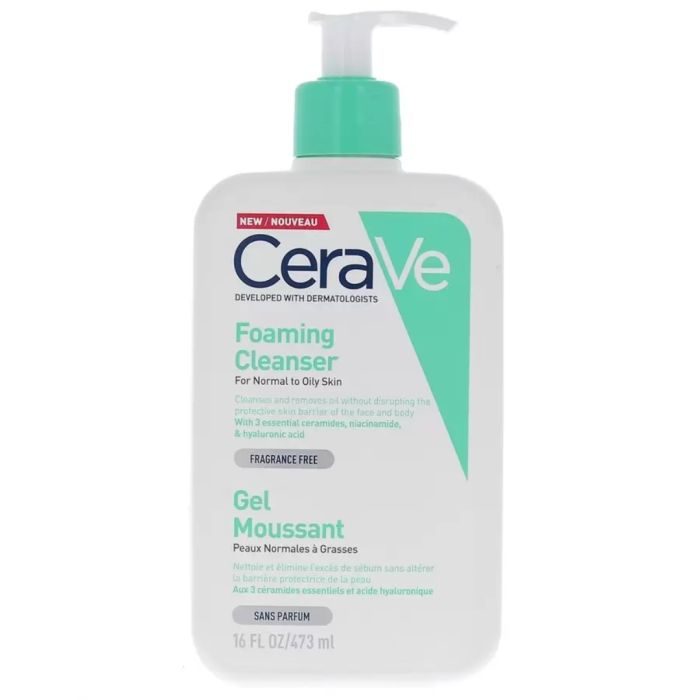 NEW / NOUVEAU
CeraVe
DEVELOPED WITH DERMATOLOGISTS
Foaming
Cleanser
For Normal to Oily Skin
Cleanses and removes oil without disrupting the
protective skin barrier of the face and body
With 3 essential ceramides, niacinamide,
& hyaluronic acid
FRAGRANCE FREE
Gel
Moussant
Peaux Normales à Grasses
Nettoie et élimine l'excès de sébum sans altérer
la barrière protectrice de la peau
Aux 3 céramides essentiels et acide hyaluronique
SANS PARFUM
16 FL OZ/473 ml